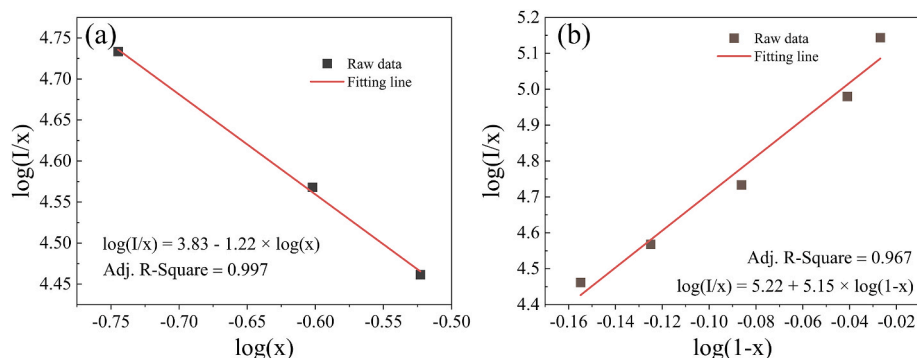 (a)
Raw data
Fitting line
log(I/x) = 3.83 - 1.22 × log(x)
Adj. R-Square = 0.997
4.75
4.70
4.65
4.60
4.55
4.50
4.45
log(I/x)
-0.75 -0.70 -0.65 -0.60 -0.55 -0.50
log(x)
(b)
Raw data
Fitting line
Adj. R-Square = 0.967
log(I/x) = 5.22 + 5.15 × log(1-x)
5.2
5.1
5.0
4.9
4.8
4.7
4.6
4.5
4.4
log(I/x)
-0.16 -0.14 -0.12 -0.10 -0.08 -0.06 -0.04 -0.02
log(1-x)